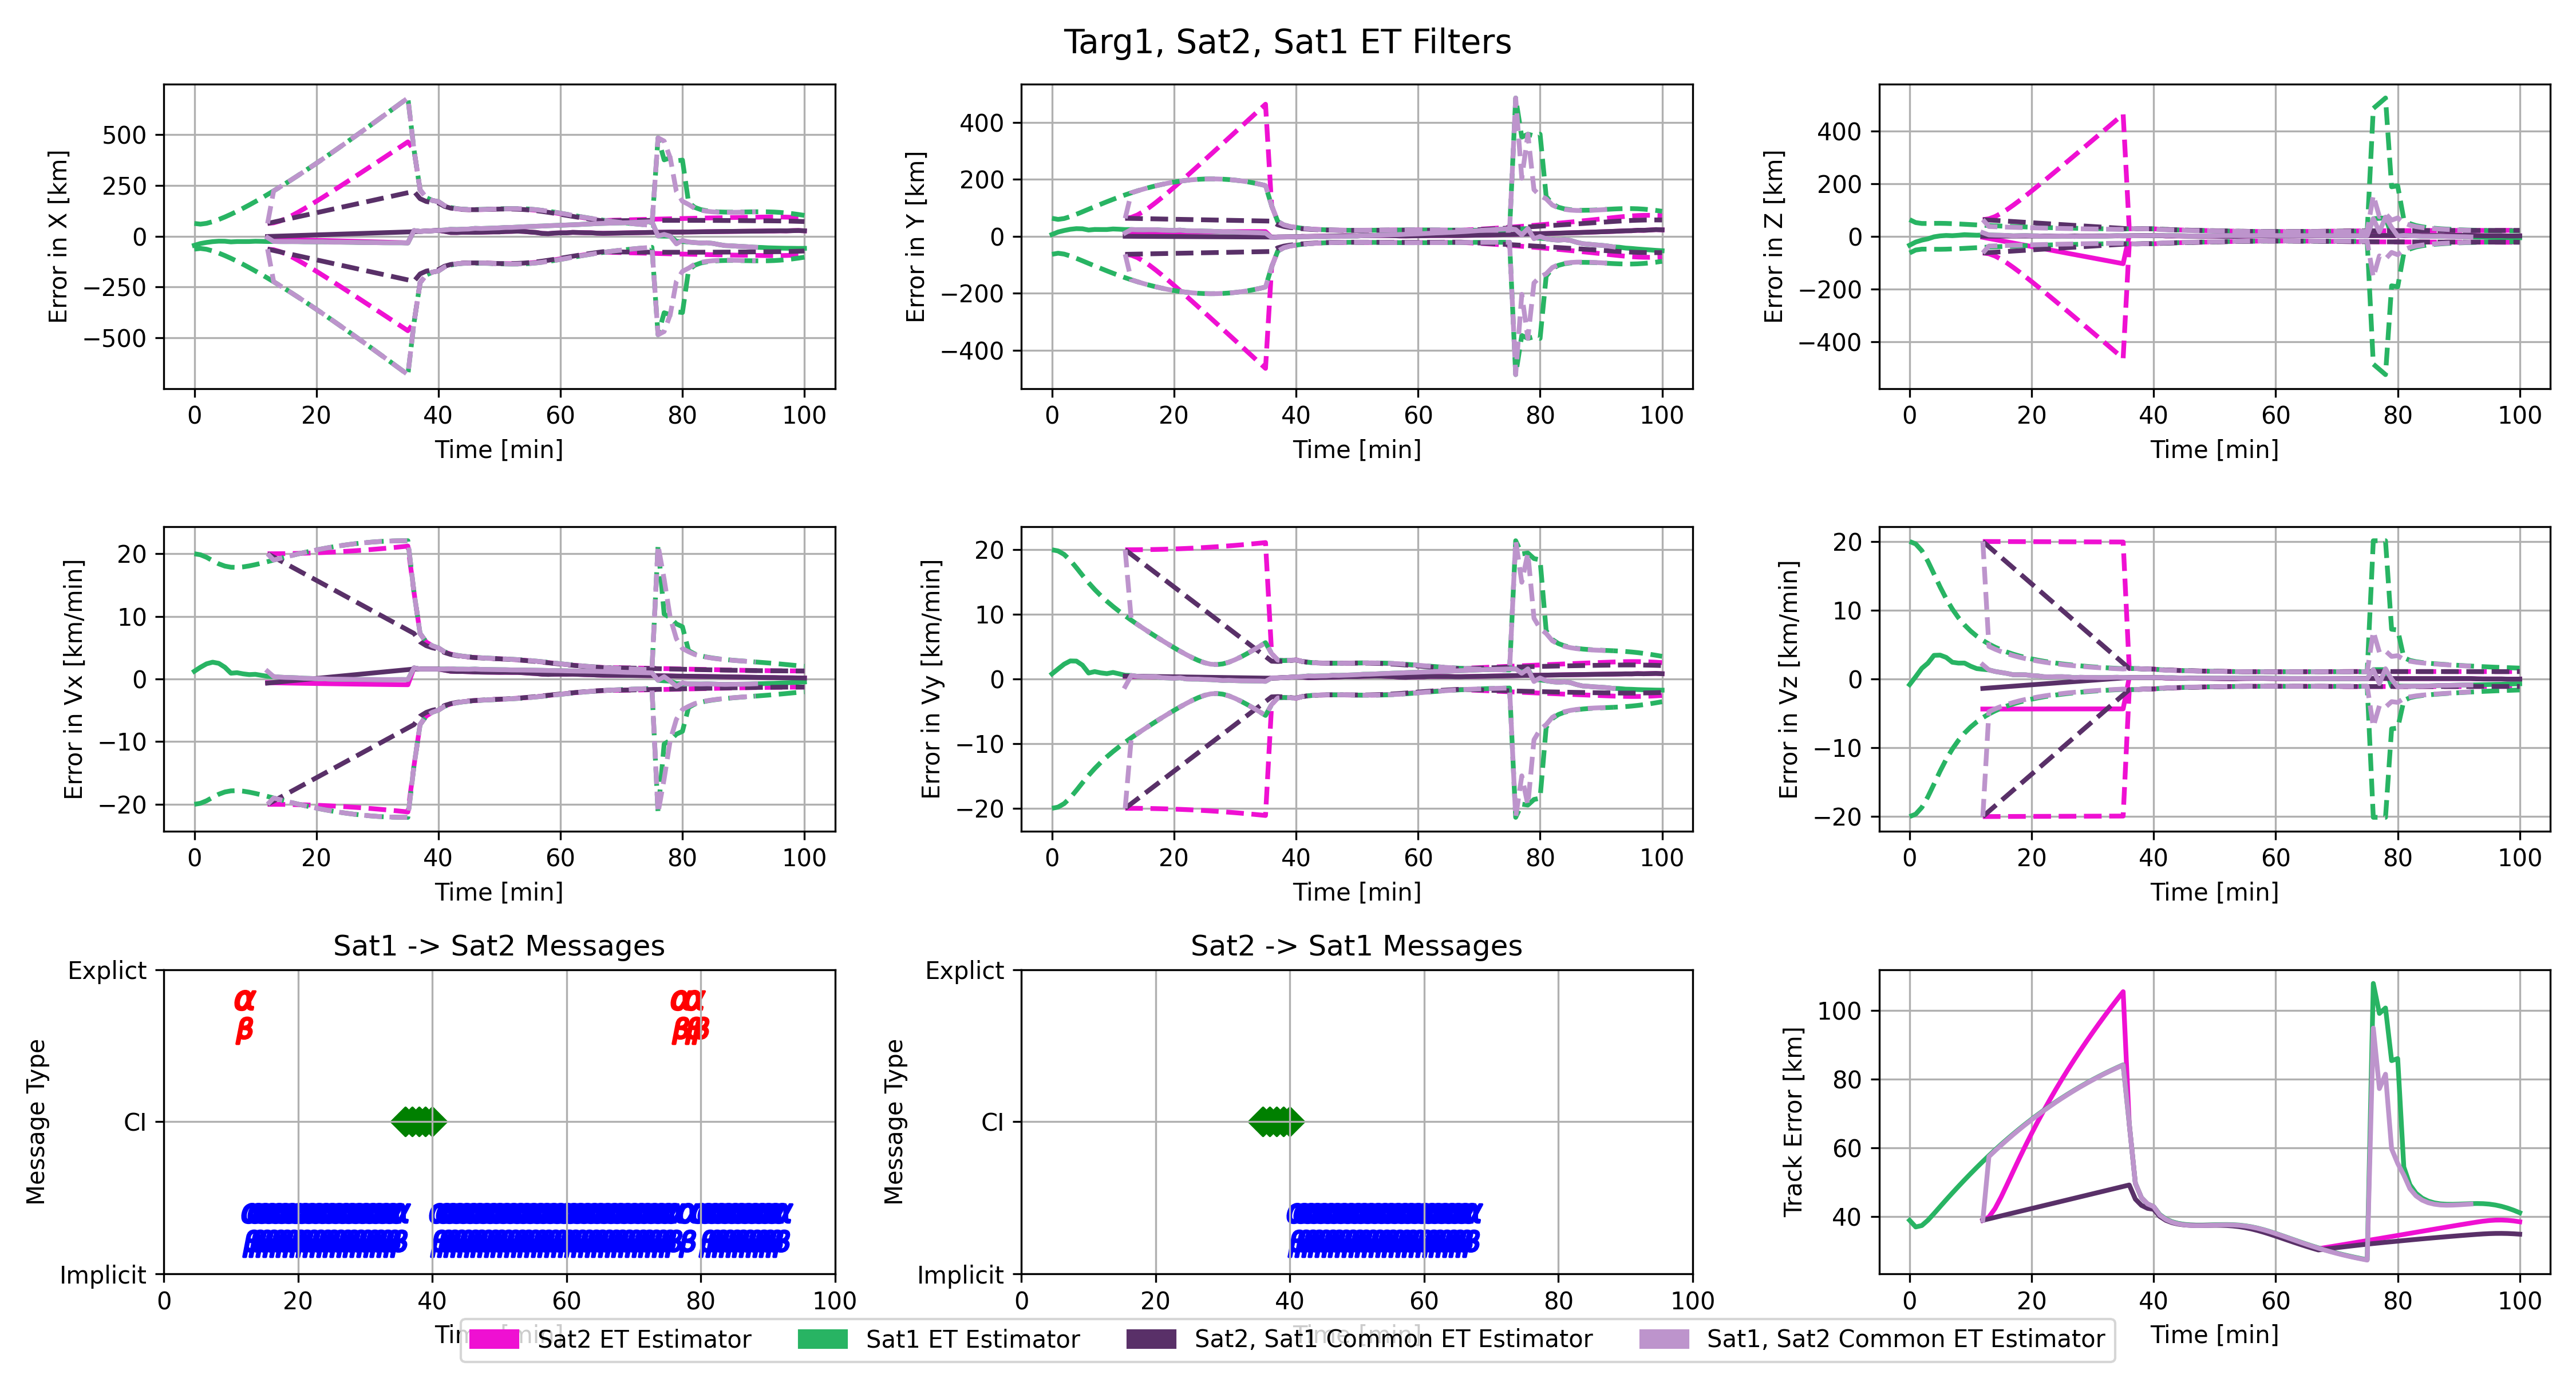 Targ1, Sat2, Sat1 ET Filters
Error in X [km]
500
250
0
−250
−500
0 20 40 60 80 100
Time [min]
Error in Y [km]
400
200
0
−200
−400
0 20 40 60 80 100
Time [min]
Error in Z [km]
400
200
0
−200
−400
0 20 40 60 80 100
Time [min]
Error in Vx [km/min]
20
10
0
−10
−20
0 20 40 60 80 100
Time [min]
Error in Vy [km/min]
20
10
0
−10
−20
0 20 40 60 80 100
Time [min]
Error in Vz [km/min]
20
10
0
−10
−20
0 20 40 60 80 100
Time [min]
Sat1 -> Sat2 Messages
Message Type
Explict
CI
Implicit
α αα
β
0 20 40 60 80 100
Time [min]
Sat2 -> Sat1 Messages
Message Type
Explict
CI
Implicit
0 20 40 60 80 100
Time [min]
Track Error [km]
100
80
60
40
0 20 40 60 80 100
Time [min]
Sat2 ET Estimator
Sat1 ET Estimator
Sat2, Sat1 Common ET Estimator
Sat1, Sat2 Common ET Estimator